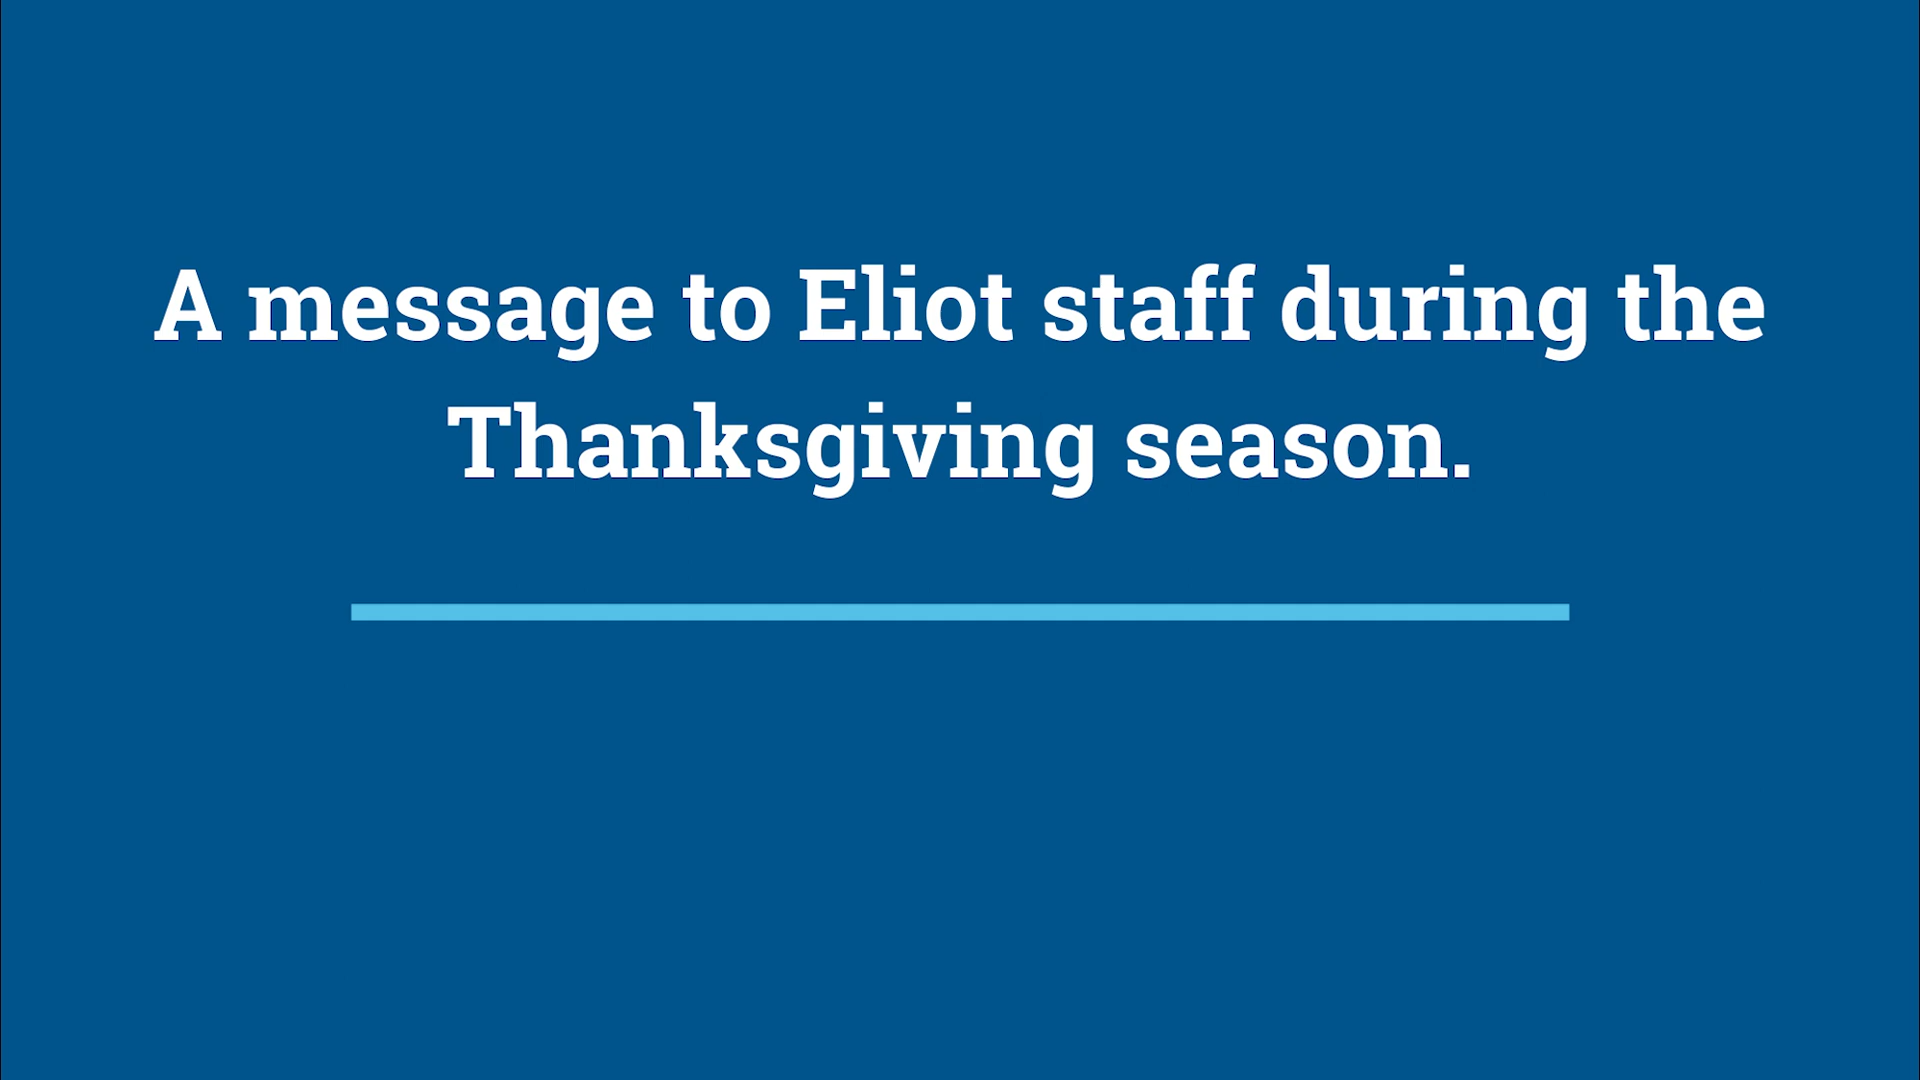 A message to Eliot staff during the
Thanksgiving season.